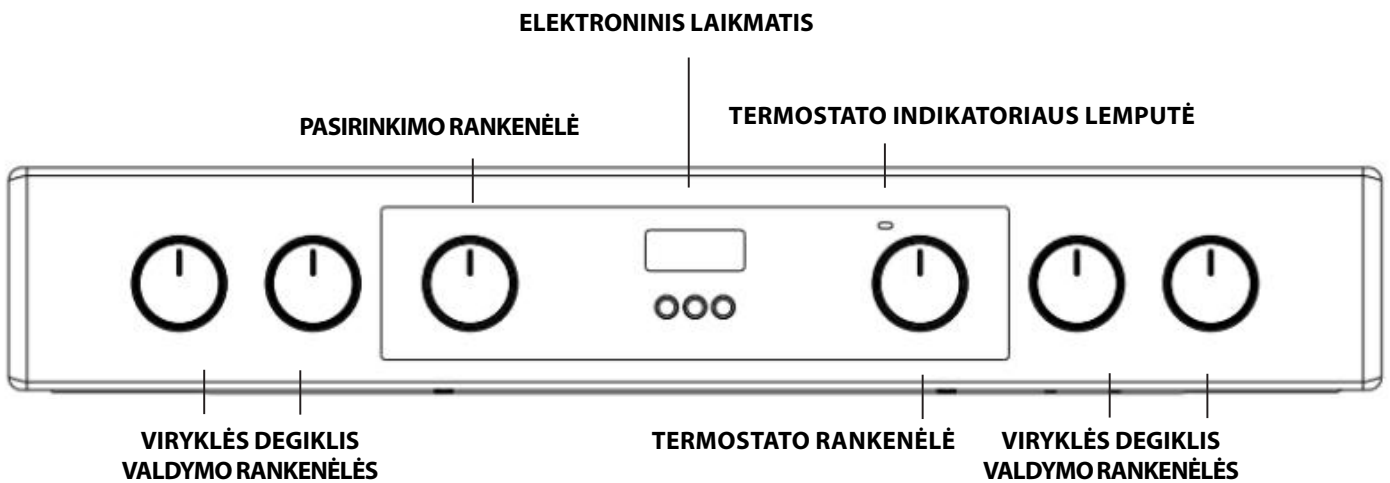 ELEKTRONINIS LAIKMATIS
PASIRINKIMO RANKENĖLĖ
TERMOSTATO INDIKATORIAUS LEMPUTĖ
VIRYKLĖS DEGIKLIS
VALDYMO RANKENĖLĖS
TERMOSTATO RANKENĖLĖ
VIRYKLĖS DEGIKLIS
VALDYMO RANKENĖLĖS